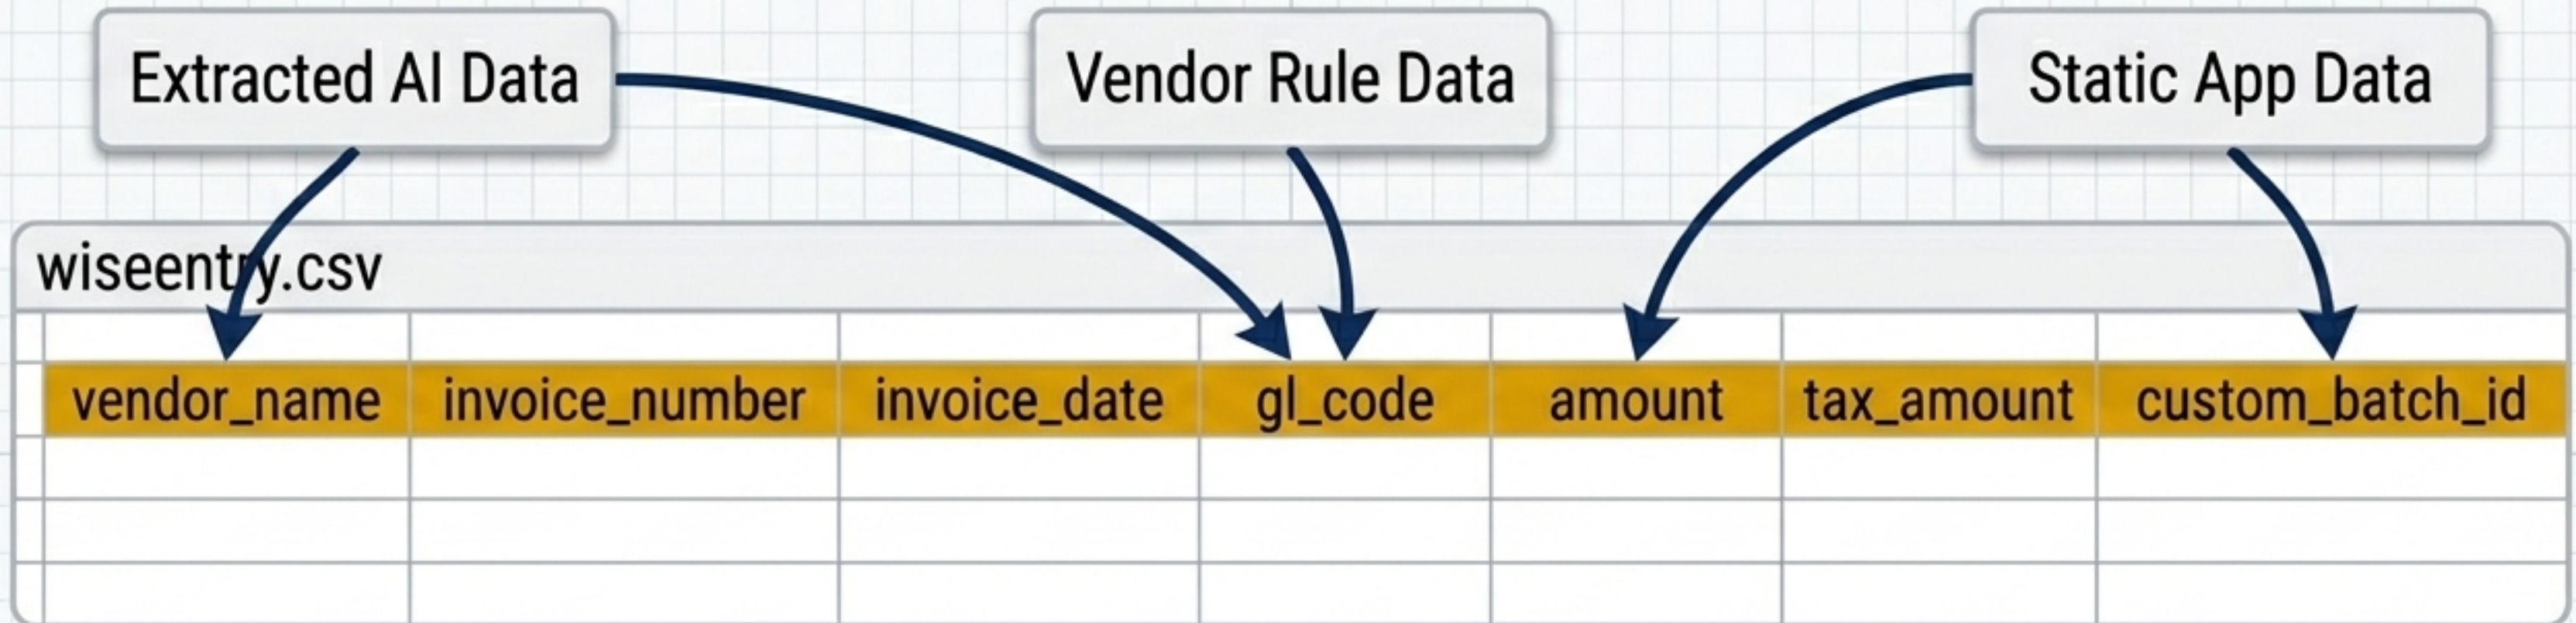 Extracted AI Data
Vendor Rule Data
Static App Data
wiseentry.csv
vendor_name invoice_number invoice_date gl_code amount tax_amount custom_batch_id